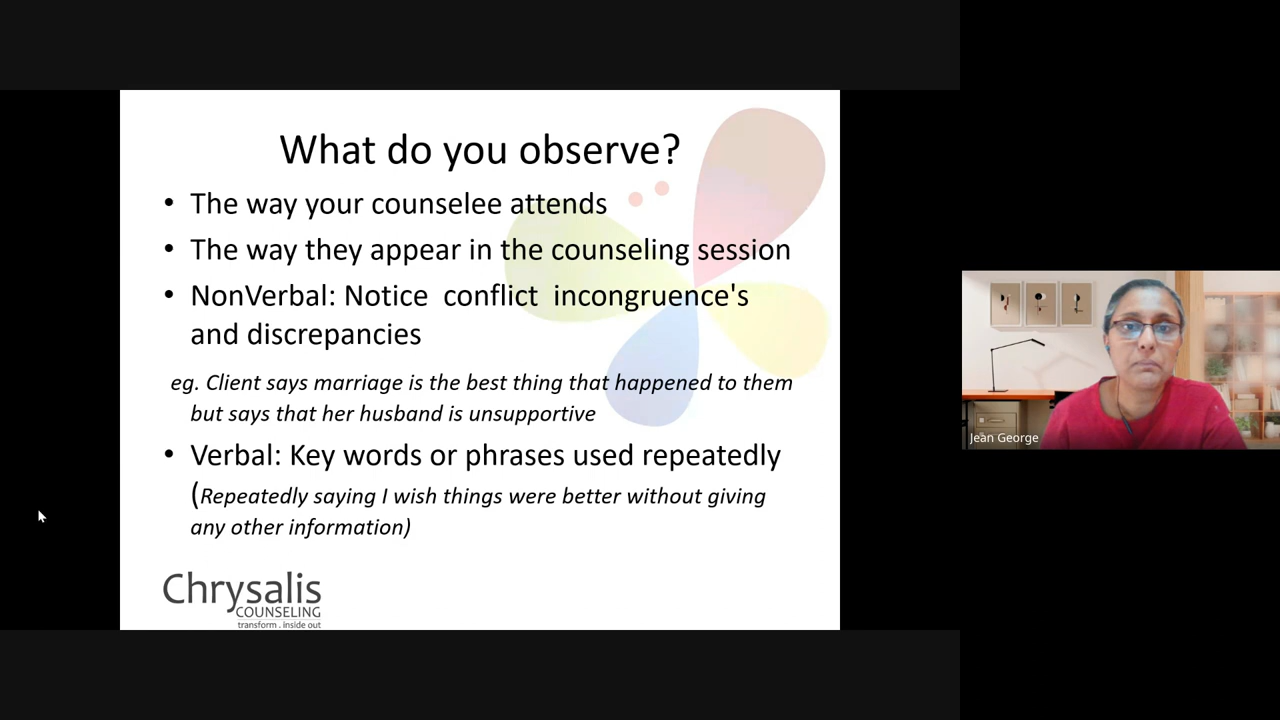 What do you observe?
• The way your counselee attends
• The way they appear in the counseling session
• NonVerbal: Notice conflict incongruence's
and discrepancies
eg. Client says marriage is the best thing that happened to them
but says that her husband is unsupportive
• Verbal: Key words or phrases used repeatedly
(Repeatedly saying I wish things were better without giving
any other information)
Chrysalis
COUNSELING
transform . inside out
Jean George